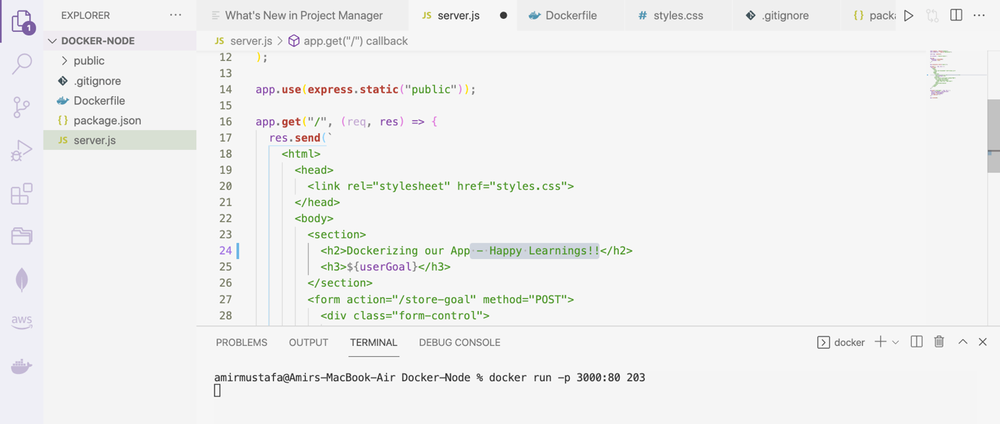 EXPLORER
What's New in Project Manager
JS server.js
Dockerfile
# styles.css
.gitignore
{}
1
DOCKER-NODE
public
.gitignore
Dockerfile
{} package.json
JS server.js
aws
JS server.js > app.get("/") callback
12 );
13
14 app.use(express.static("public"));
15
16 app.get("/", (req, res) => {
17 res.send(`
18 <html>
19 <head>
20 <link rel="stylesheet" href="styles.css">
21 </head>
22 <body>
23 <section>
24 <h2>Dockerizing our App - Happy Learnings!!</h2>
25 <h3>${userGoal}</h3>
26 </section>
27 <form action="/store-goal" method="POST">
28 <div class="form-control">
PROBLEMS OUTPUT TERMINAL DEBUG CONSOLE
docker
amirmustafa@Amirs-MacBook-Air Docker-Node % docker run -p 3000:80 203